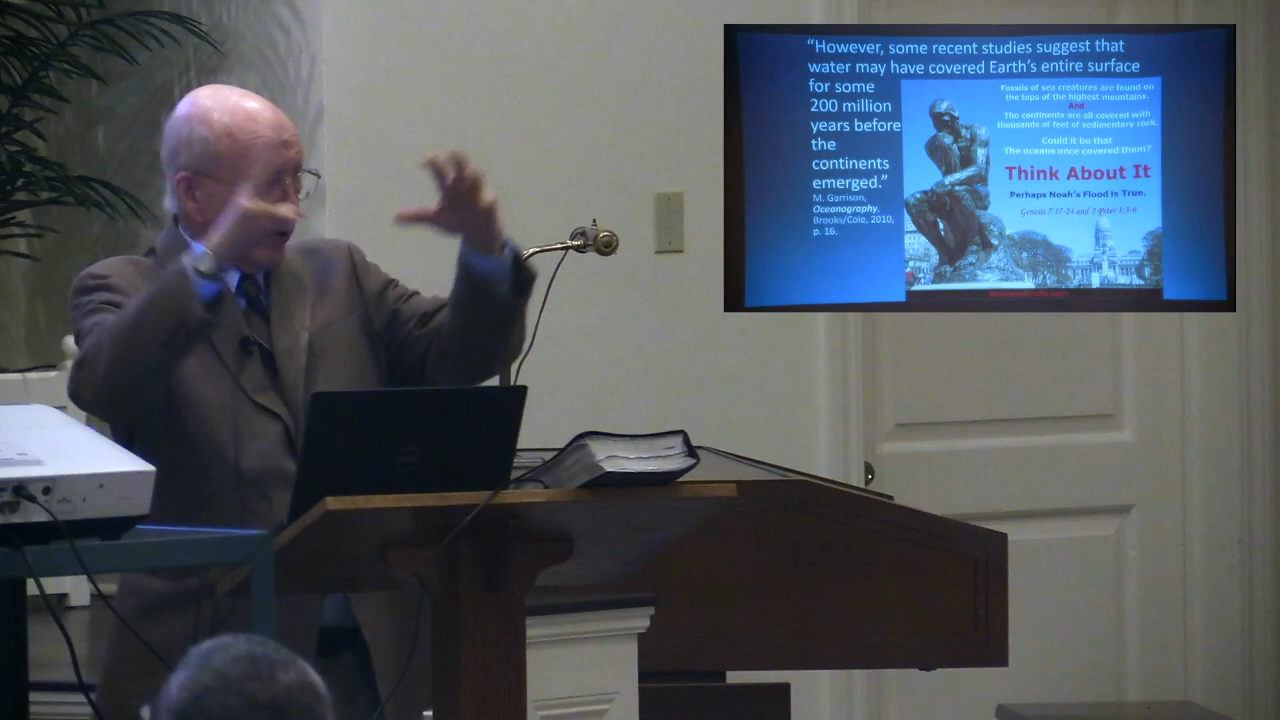 “However, some recent studies suggest that
water may have covered Earth’s entire surface
for some
200 million
years before
the
continents
emerged.”
M. Garrison,
Oceanography,
Brooks/Cole, 2010,
p. 16.
Fossils of sea creatures are found on
the tops of the highest mountains.
And
The continents are all covered with
thousands of feet of sedimentary rock.
Could it be that
The oceans once covered them?
Think About It
Perhaps Noah's Flood is True.
Genesis 7:17-24 and 2 Peter 3:3-6